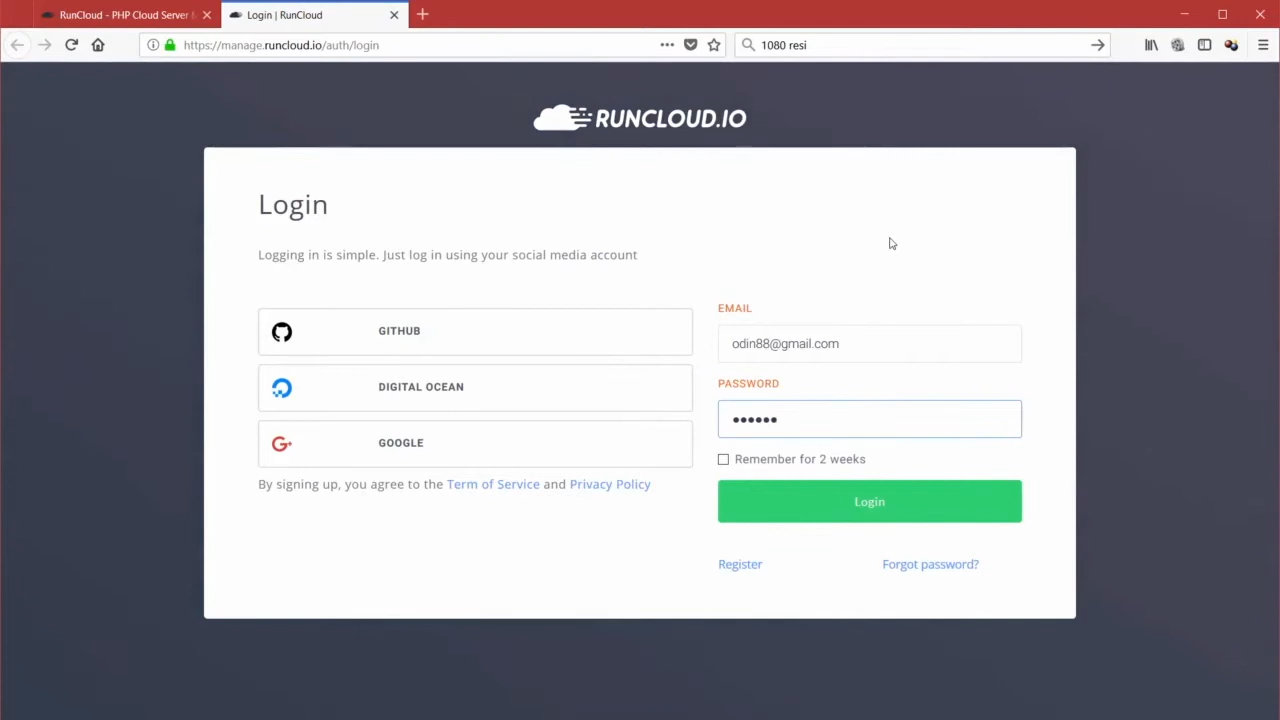 RunCloud - PHP Cloud Server
Login | RunCloud
https://manage.runcloud.io/auth/login
1080 resi
RUNCLOUD.IO
Login
Logging in is simple. Just log in using your social media account
GITHUB
DIGITAL OCEAN
GOOGLE
By signing up, you agree to the Term of Service and Privacy Policy
EMAIL
odin88@gmail.com
PASSWORD
••••••
Remember for 2 weeks
Login
Register
Forgot password?